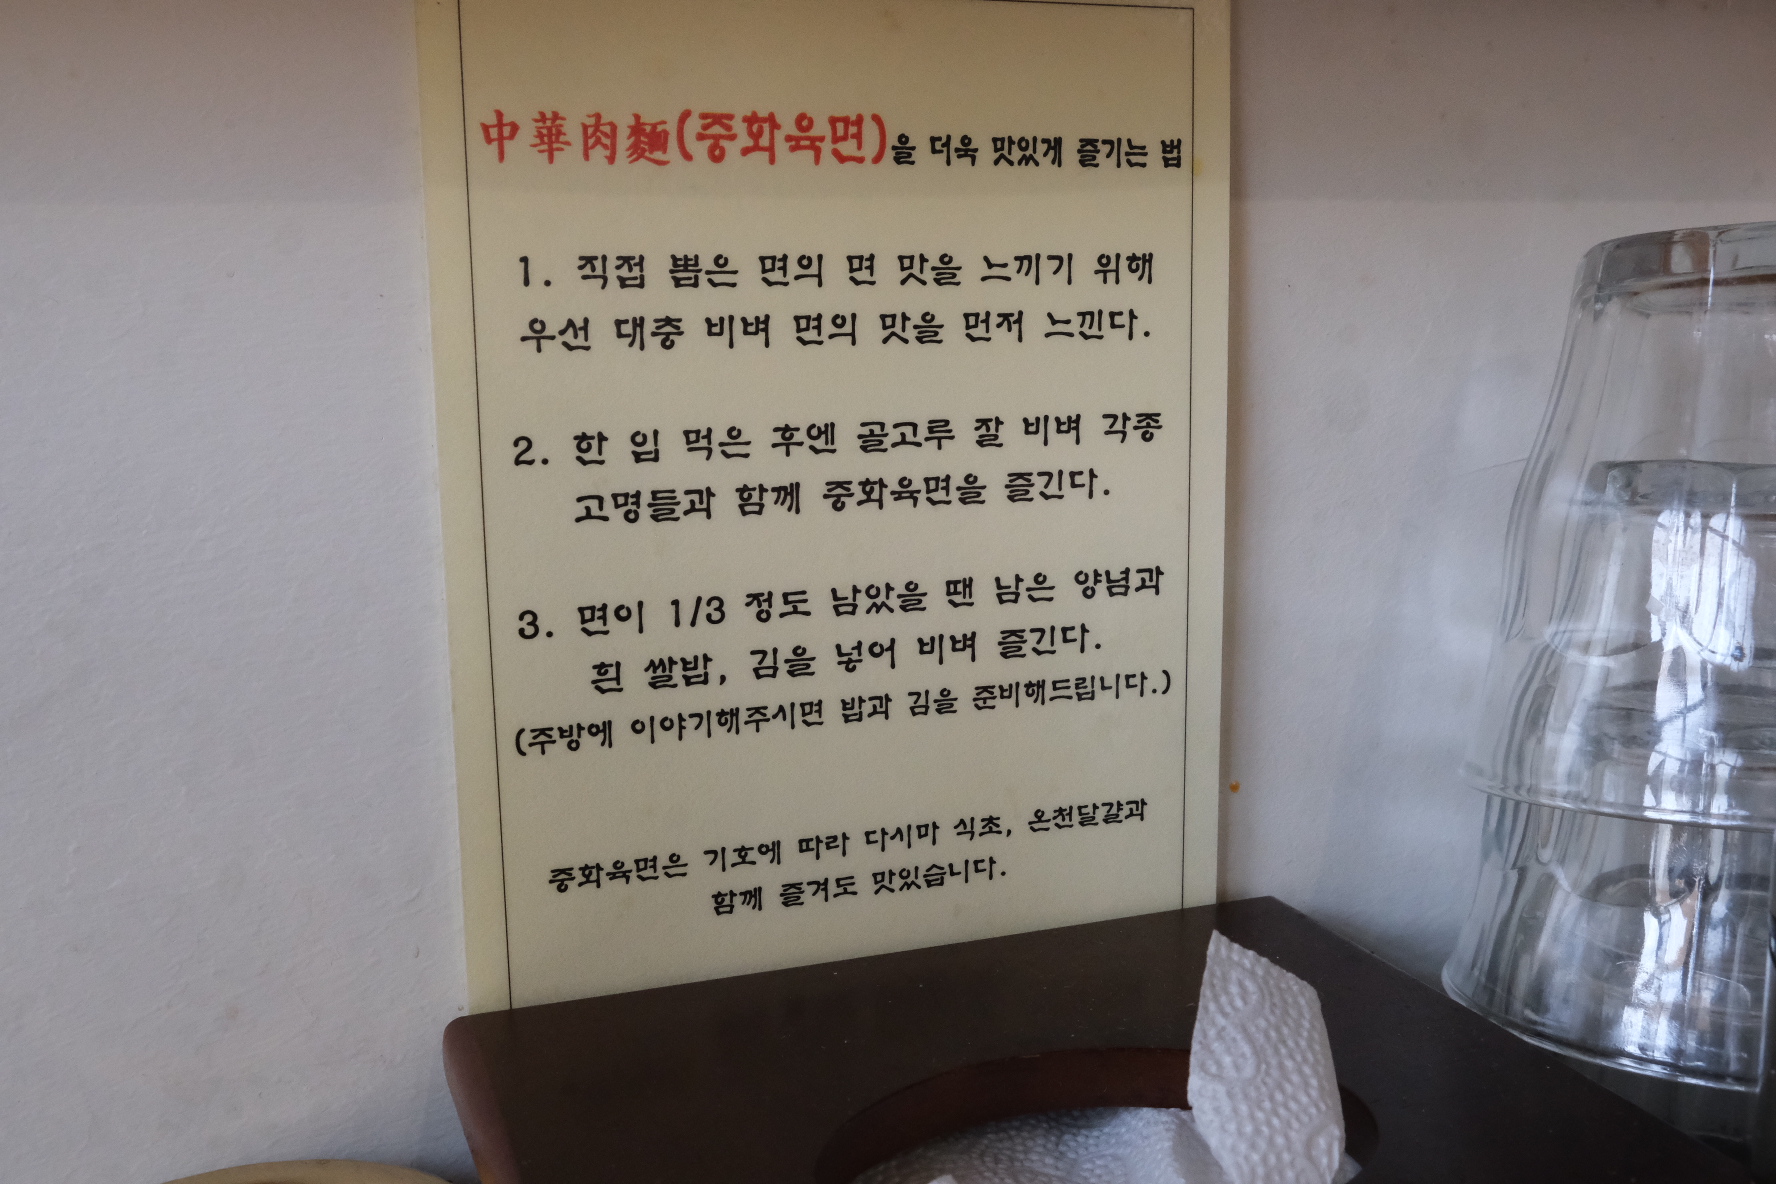 中華肉麵(중화육면)을 더욱 맛있게 즐기는 법
1. 직접 뽑은 면의 면 맛을 느끼기 위해
우선 대충 비벼 면의 맛을 먼저 느낀다.
2. 한 입 먹은 후엔 골고루 잘 비벼 각종
고명들과 함께 중화육면을 즐긴다.
3. 면이 1/3 정도 남았을 땐 남은 양념과
흰 쌀밥, 김을 넣어 비벼 즐긴다.
(주방에 이야기해주시면 밥과 김을 준비해드립니다.)
중화육면은 기호에 따라 다시마 식초, 온천달걀과
함께 즐겨도 맛있습니다.